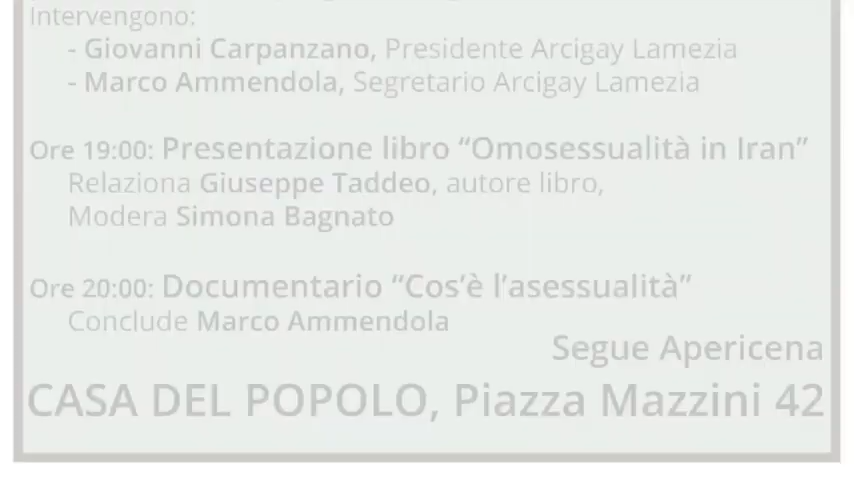 Intervengono:
- Giovanni Carpanzano, Presidente Arcigay Lamezia
- Marco Ammendola, Segretario Arcigay Lamezia
Ore 19:00: Presentazione libro “Omosessualità in Iran”
Relaziona Giuseppe Taddeo, autore libro,
Modera Simona Bagnato
Ore 20:00: Documentario “Cos’è l’asessualità”
Conclude Marco Ammendola
Segue Apericena
CASA DEL POPOLO, Piazza Mazzini 42